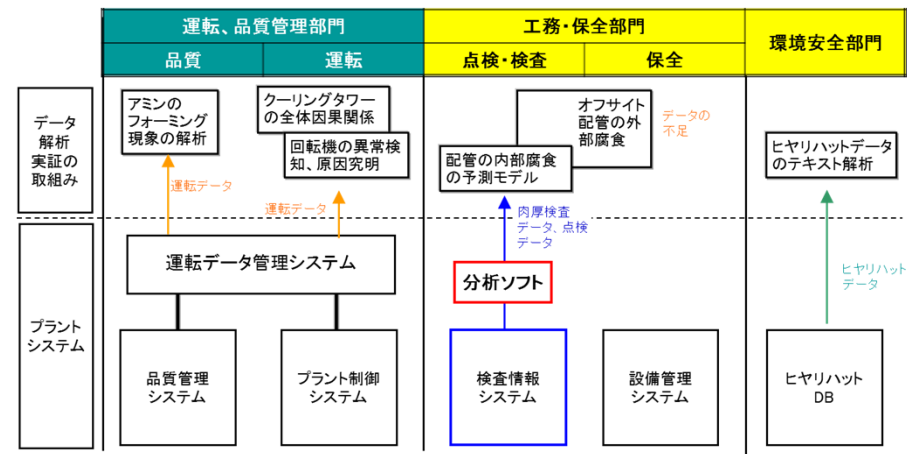 運転、品質管理部門
工務・保全部門
環境安全部門
品質
運転
点検・検査
保全
データ
解析
実証の
取組み
アミンの
フォーミング
現象の解析
クーリングタワー
の全体因果関係
回転機の異常検
知、原因究明
オフサイト
配管の外
部腐食
データの
不足
配管の内部腐食
の予測モデル
ヒヤリハットデータ
のテキスト解析
運転データ
運転データ
肉厚検査
データ、点検
データ
ヒヤリハット
データ
プラント
システム
運転データ管理システム
分析ソフト
品質管理
システム
プラント制御
システム
検査情報
システム
設備管理
システム
ヒヤリハット
DB